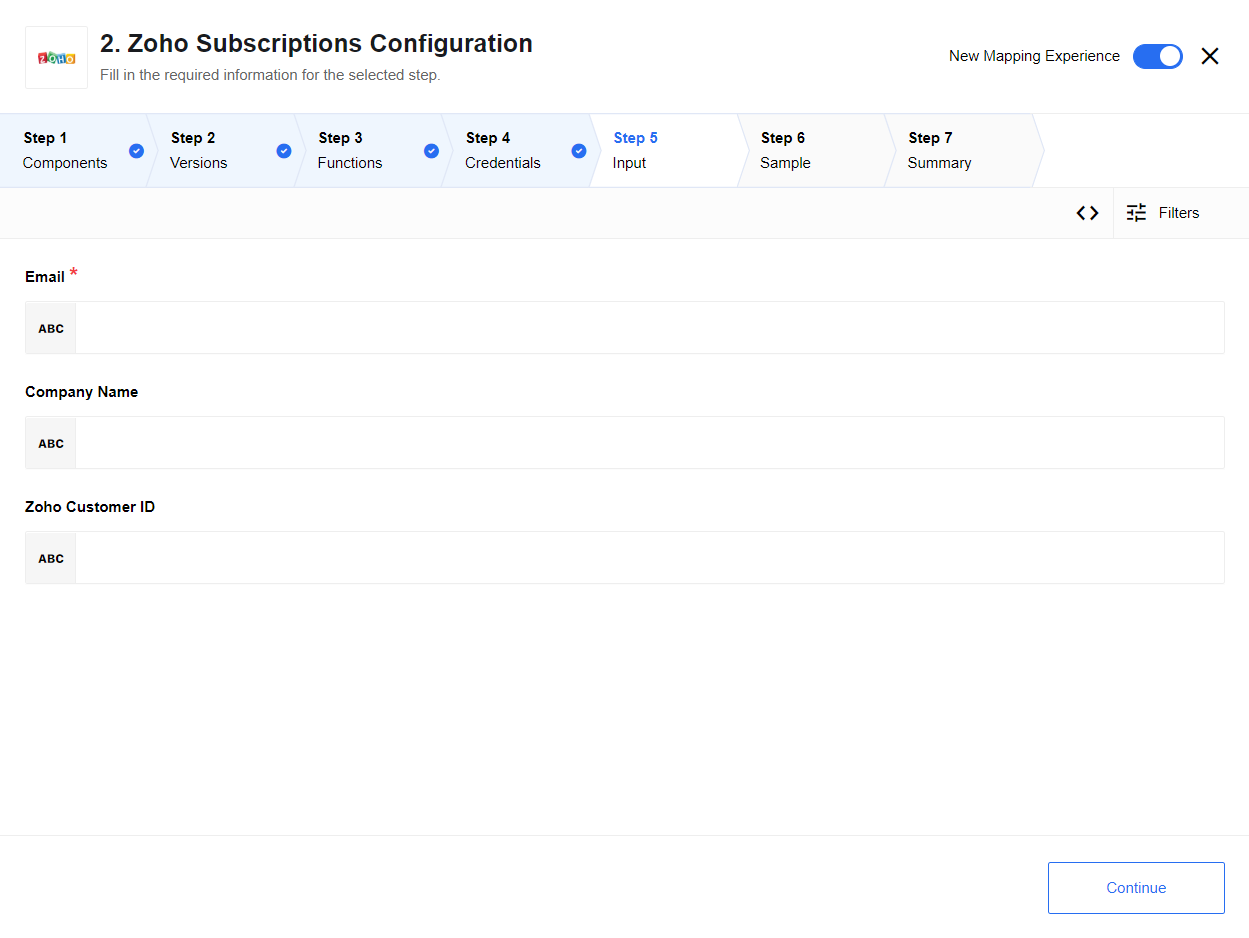 ZOHO
2. Zoho Subscriptions Configuration
Fill in the required information for the selected step.
New Mapping Experience
Step 1
Components
Step 2
Versions
Step 3
Functions
Step 4
Credentials
Step 5
Input
Step 6
Sample
Step 7
Summary
Filters
Email *
ABC
Company Name
ABC
Zoho Customer ID
ABC
Continue